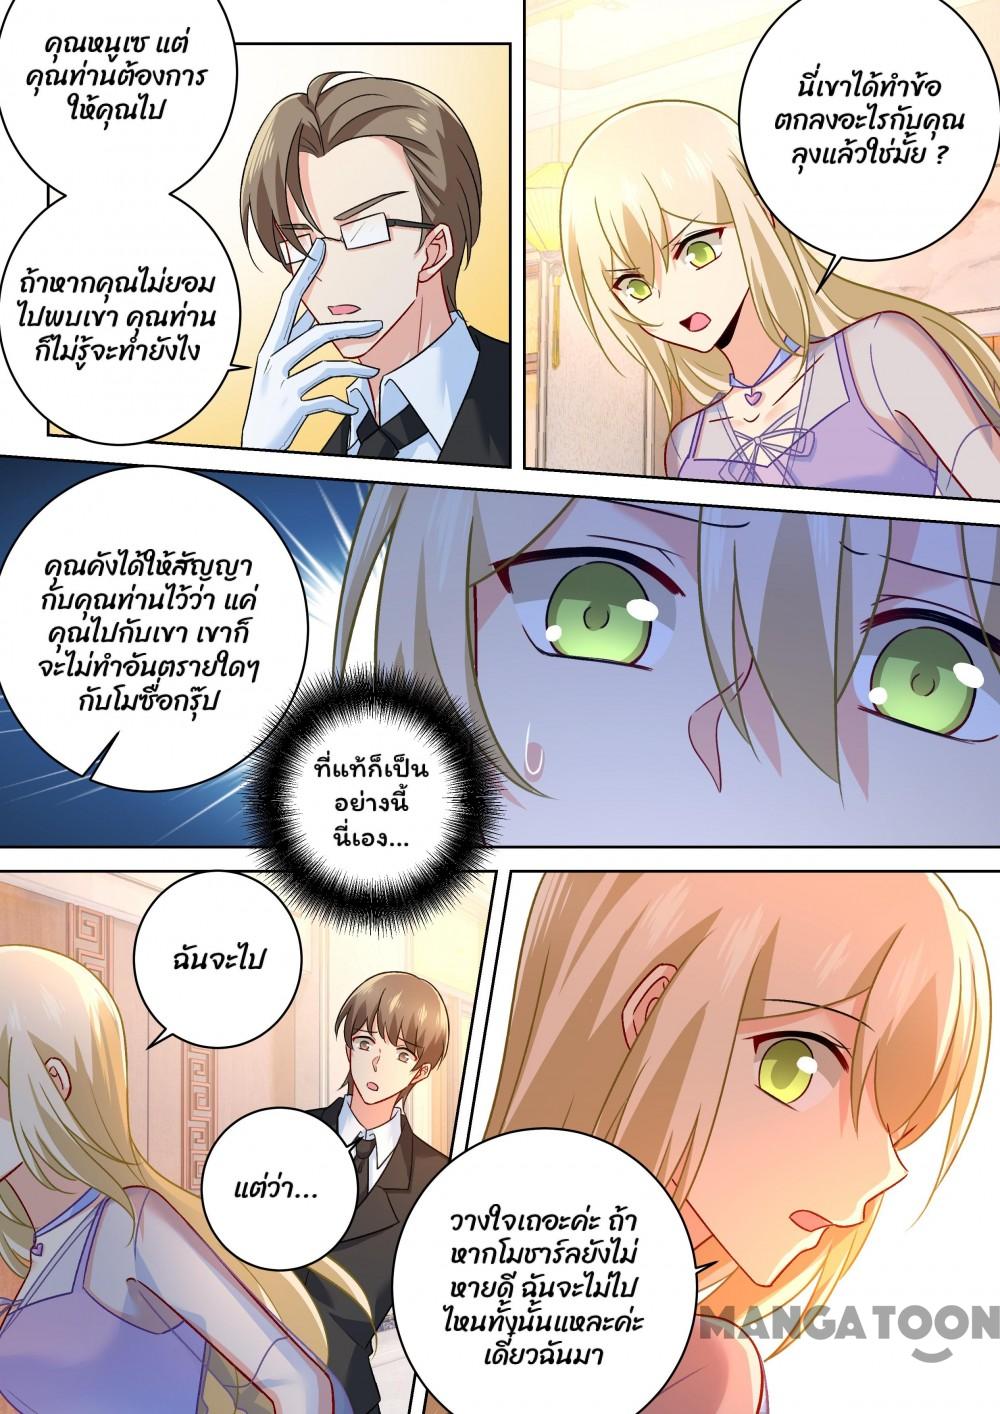 คุณหนูเซ แต่
คุณท่านต้องการ
ให้คุณไป
ถ้าหากคุณไม่ยอม
ไปพบเขา คุณท่าน
ก็ไม่รู้จะทำยังไง
นี่เขาได้ทำข้อ
ตกลงอะไรกับคุณ
ลุงแล้วใช่มั้ย ?
คุณคังได้ให้สัญญา
กับคุณท่านไว้ว่า แค่
คุณไปกับเขา เขาก็
จะไม่ทำอันตรายใดๆ
กับโมซื่อกรุ๊ป
ที่แท้ก็เป็น
อย่างนี้
นี่เอง...
ฉันจะไป
แต่ว่า...
วางใจเถอะค่ะ ถ้า
หากโมชาร์ลยังไม่
หายดี ฉันจะไม่ไป
ไหนทั้งนั้นแหละค่ะ
เดี๋ยวฉันมา
MANGATOON